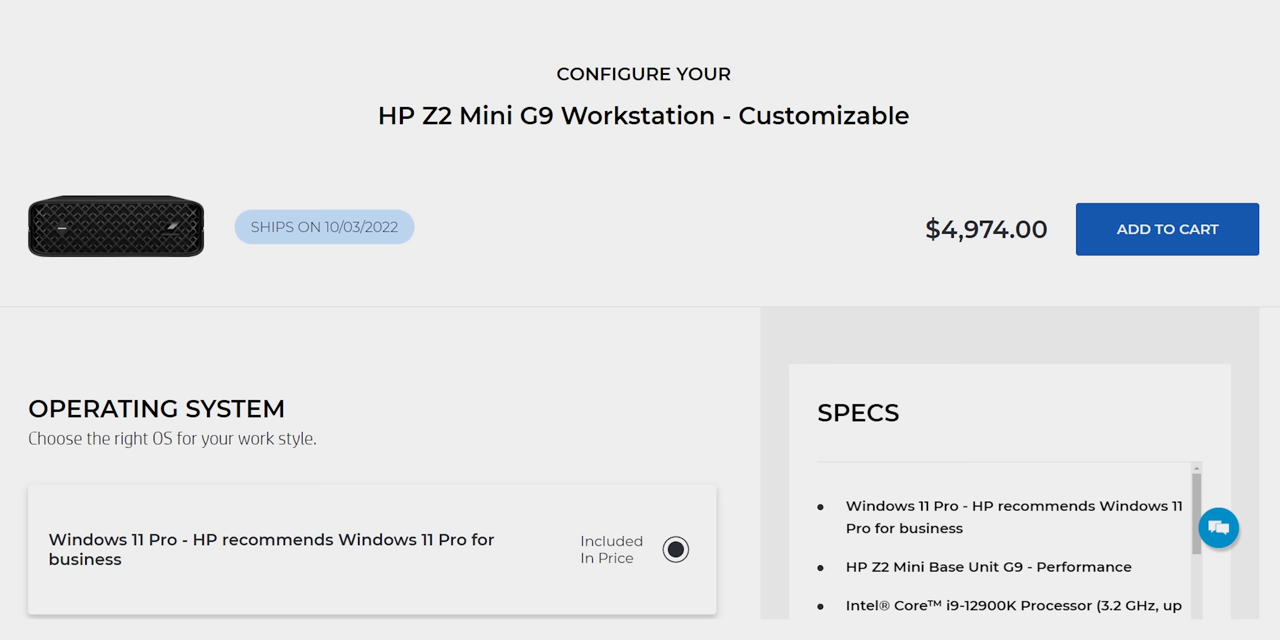 CONFIGURE YOUR
HP Z2 Mini G9 Workstation - Customizable
SHIPS ON 10/03/2022
$4,974.00
ADD TO CART
OPERATING SYSTEM
Choose the right OS for your work style.
Windows 11 Pro - HP recommends Windows 11 Pro for
business
Included
In Price
SPECS
Windows 11 Pro - HP recommends Windows 11
Pro for business
HP Z2 Mini Base Unit G9 - Performance
Intel® Core™ i9-12900K Processor (3.2 GHz, up